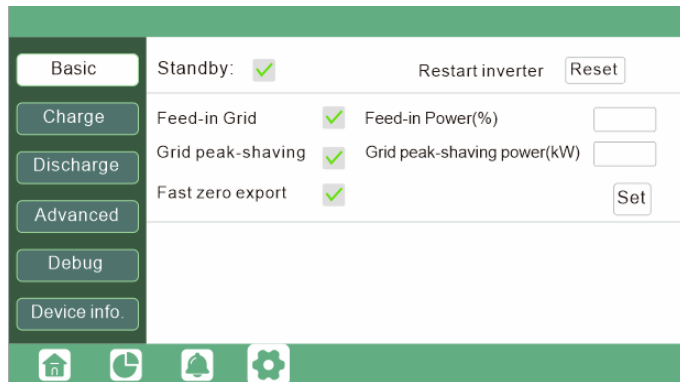 Basic
Charge
Discharge
Advanced
Debug
Device info.
Standby:
Restart inverter
Reset
Feed-in Grid
Feed-in Power(%)
Grid peak-shaving
Grid peak-shaving power(kW)
Fast zero export
Set